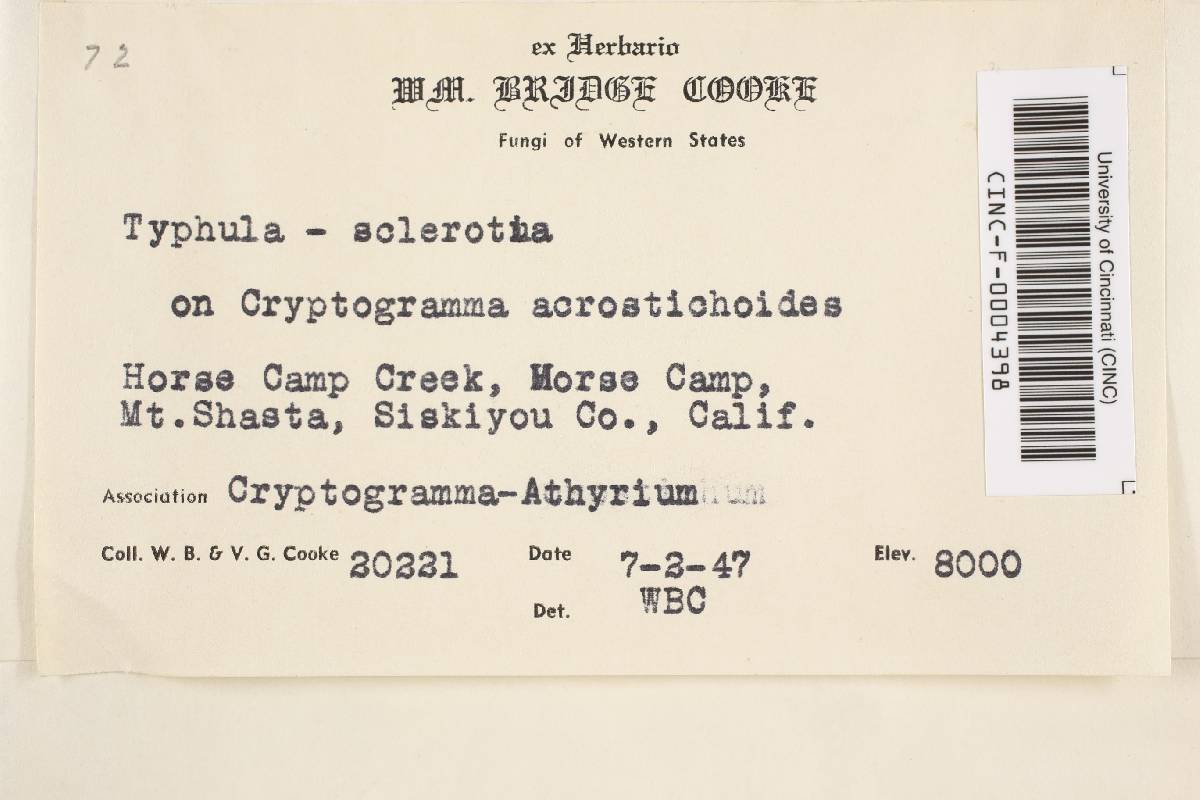 72
ex Herbario
WM. BRIDGE COOKE
Fungi of Western States
Typhula - sclerotia
on Cryptogramma acrostichoides
Horse Camp Creek, Horse Camp,
Mt.Shasta, Siskiyou Co., Calif.
Association Cryptogramma-Athyrium
Coll. W. B. & V. G. Cooke 20221 Date 7-2-47 Elev. 8000
Det. WBC
University of Cincinnati (CINC)
CINC-F-0004398